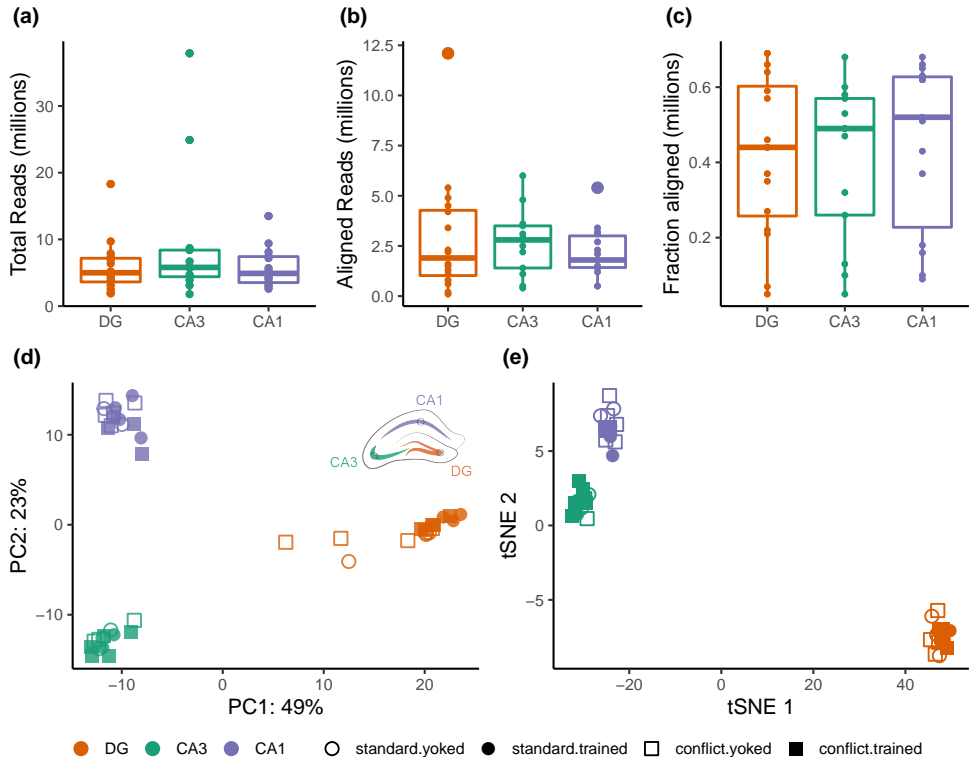 (a)
(b)
(c)
Total Reads (millions)
30
20
10
0
DG
CA3
CA1
Aligned Reads (millions)
12.5
10.0
7.5
5.0
2.5
0.0
DG
CA3
CA1
Fraction aligned (millions)
0.6
0.4
0.2
DG
CA3
CA1
(d)
(e)
PC2: 23%
10
0
−10
CA1
CA3
DG
−10
0
10
20
PC1: 49%
tSNE 2
5
0
−5
−20
0
20
40
tSNE 1
DG CA3 CA1 standard.yoked standard.trained conflict.yoked conflict.trained